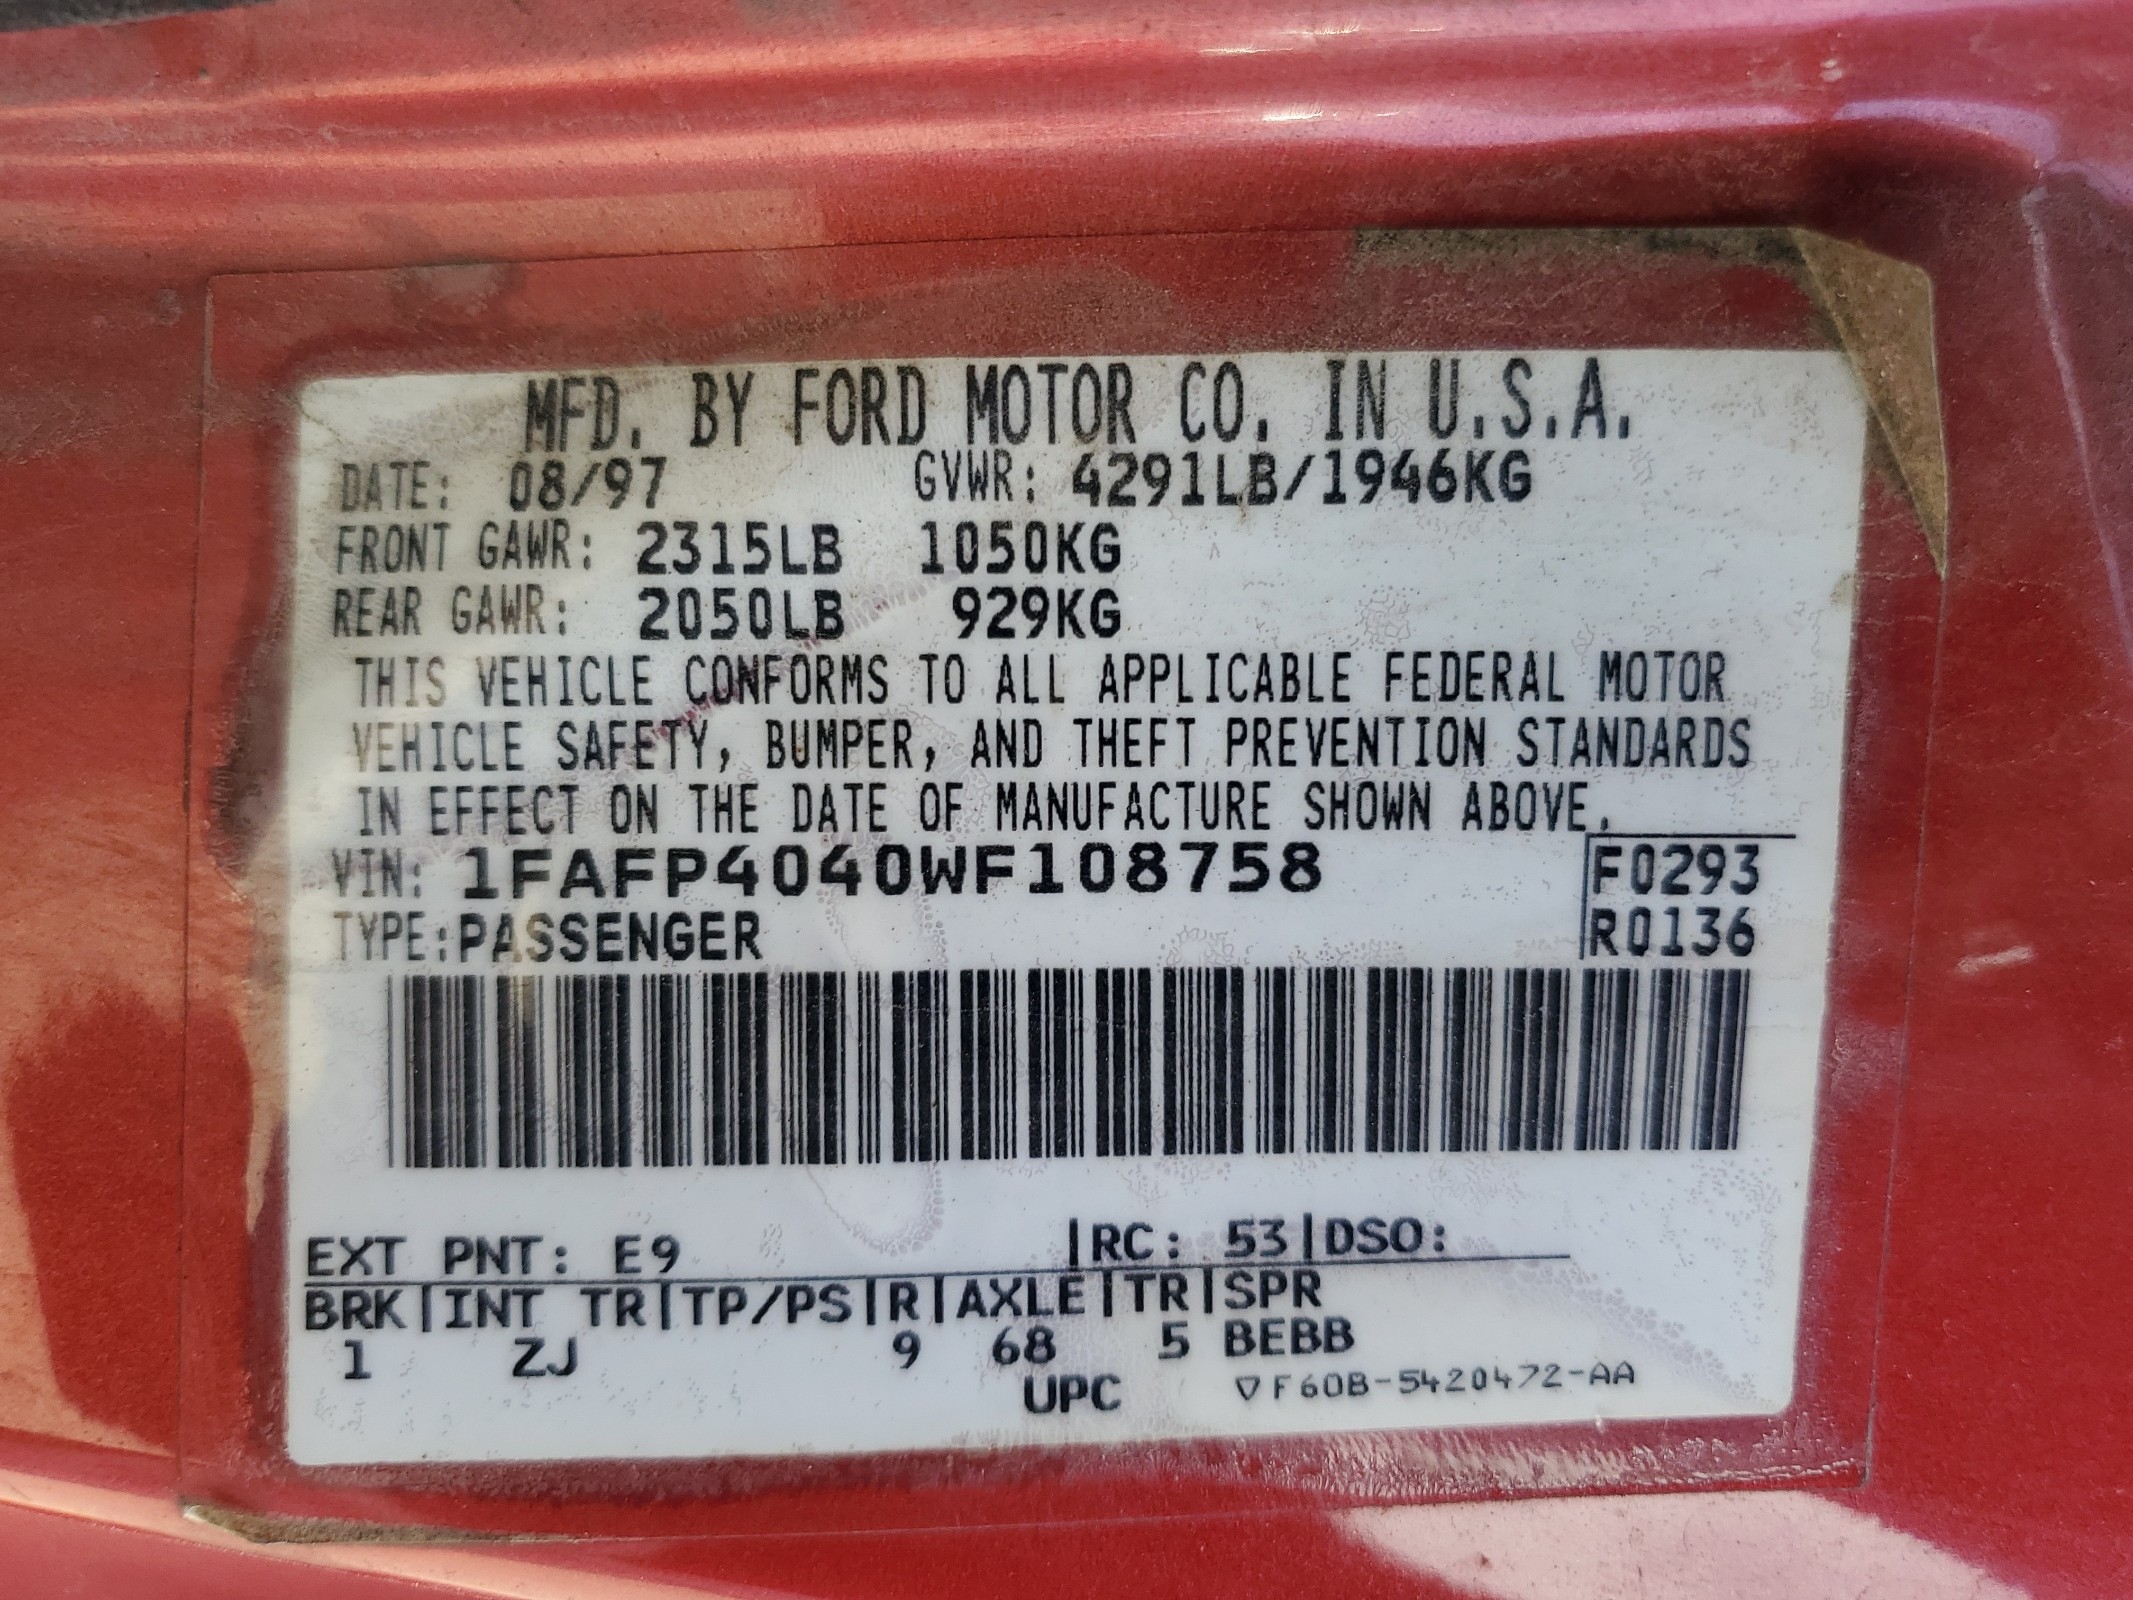 MFD. BY FORD MOTOR CO. IN U.S.A.
DATE: 08/97 GVWR: 4291LB/1946KG
FRONT GAWR: 2315LB 1050KG
REAR GAWR: 2050LB 929KG
THIS VEHICLE CONFORMS TO ALL APPLICABLE FEDERAL MOTOR
VEHICLE SAFETY, BUMPER, AND THEFT PREVENTION STANDARDS
IN EFFECT ON THE DATE OF MANUFACTURE SHOWN ABOVE.
VIN: 1FAFP4040WF108758 F0293
TYPE:PASSENGER R0136
EXT PNT: E9 |RC: 53|DSO:
BRK|INT TR|TP/PS|R|AXLE|TR|SPR
1 ZJ 9 68 5 BEBB
UPC ▽F60B-5420472-AA